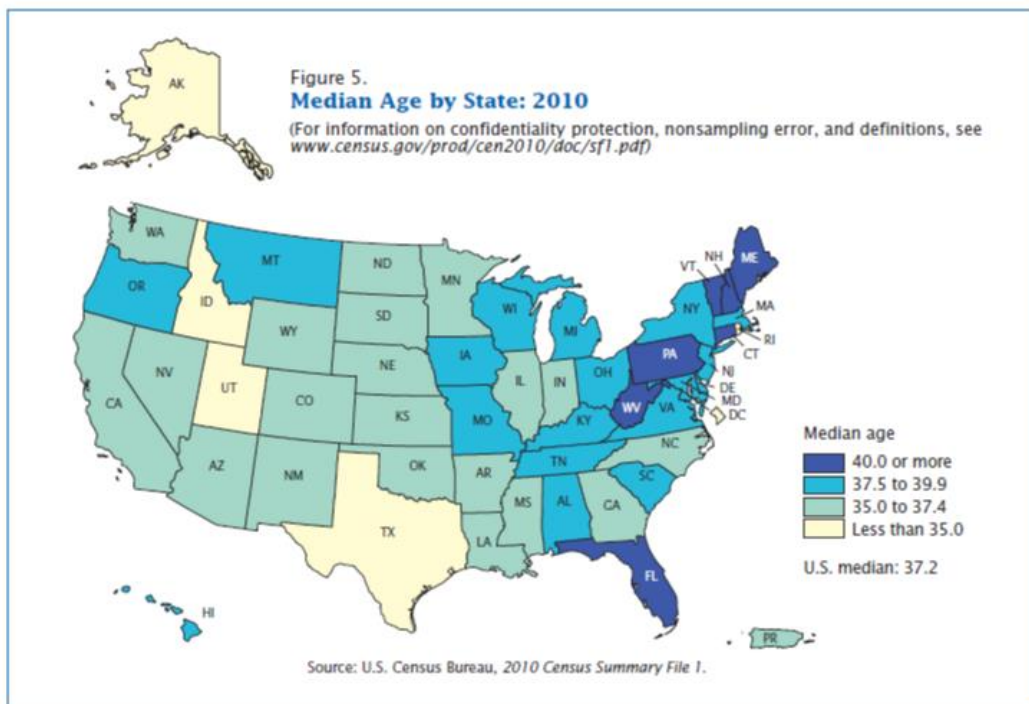 Figure 5.
Median Age by State: 2010
(For information on confidentiality protection, nonsampling error, and definitions, see
www.census.gov/prod/cen2010/doc/sf1.pdf)
AK
WA
MT
ND
MN
VT
NH
ME
OR
ID
WY
SD
WI
MI
NY
MA
RI
CT
NV
UT
CO
NE
IA
IL
IN
OH
PA
NJ
DE
MD
DC
CA
KS
MO
WV
VA
KY
AZ
NM
OK
AR
TN
NC
SC
TX
LA
MS
AL
GA
FL
HI
PR
Median age
40.0 or more
37.5 to 39.9
35.0 to 37.4
Less than 35.0
U.S. median: 37.2
Source: U.S. Census Bureau, 2010 Census Summary File 1.